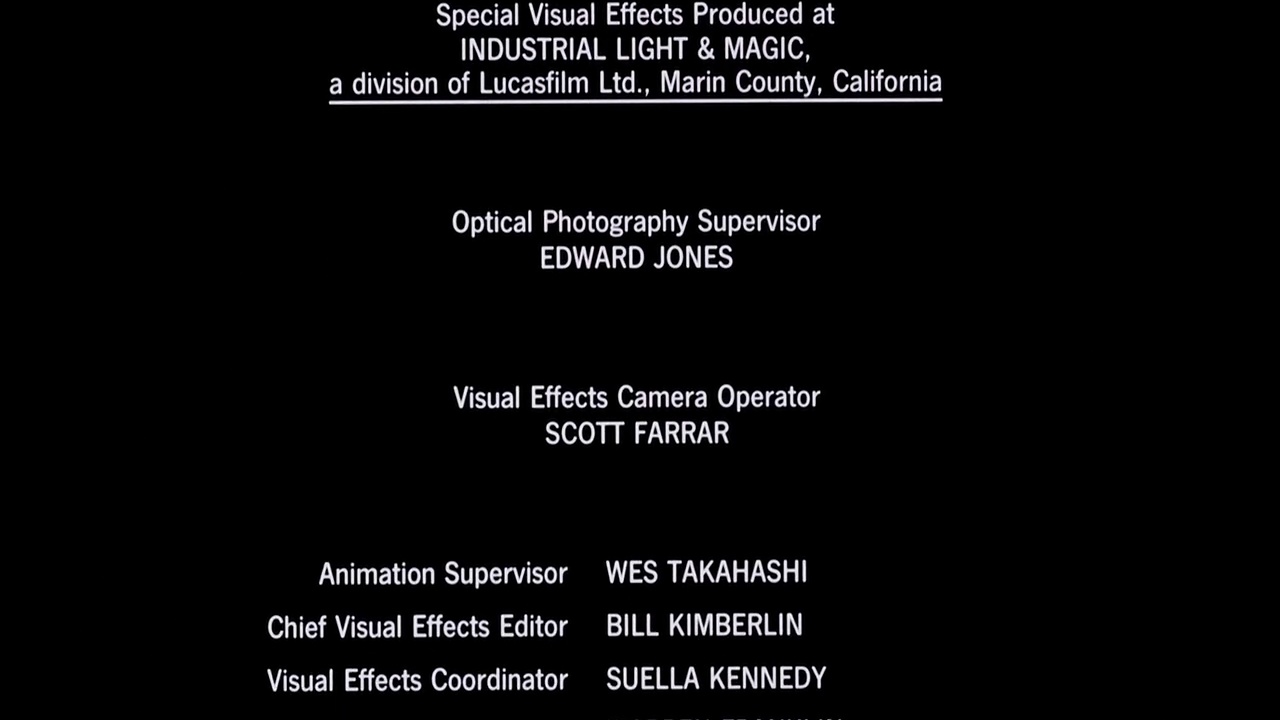 Special Visual Effects Produced at
INDUSTRIAL LIGHT & MAGIC,
a division of Lucasfilm Ltd., Marin County, California
Optical Photography Supervisor
EDWARD JONES
Visual Effects Camera Operator
SCOTT FARRAR
Animation Supervisor WES TAKAHASHI
Chief Visual Effects Editor BILL KIMBERLIN
Visual Effects Coordinator SUELLA KENNEDY